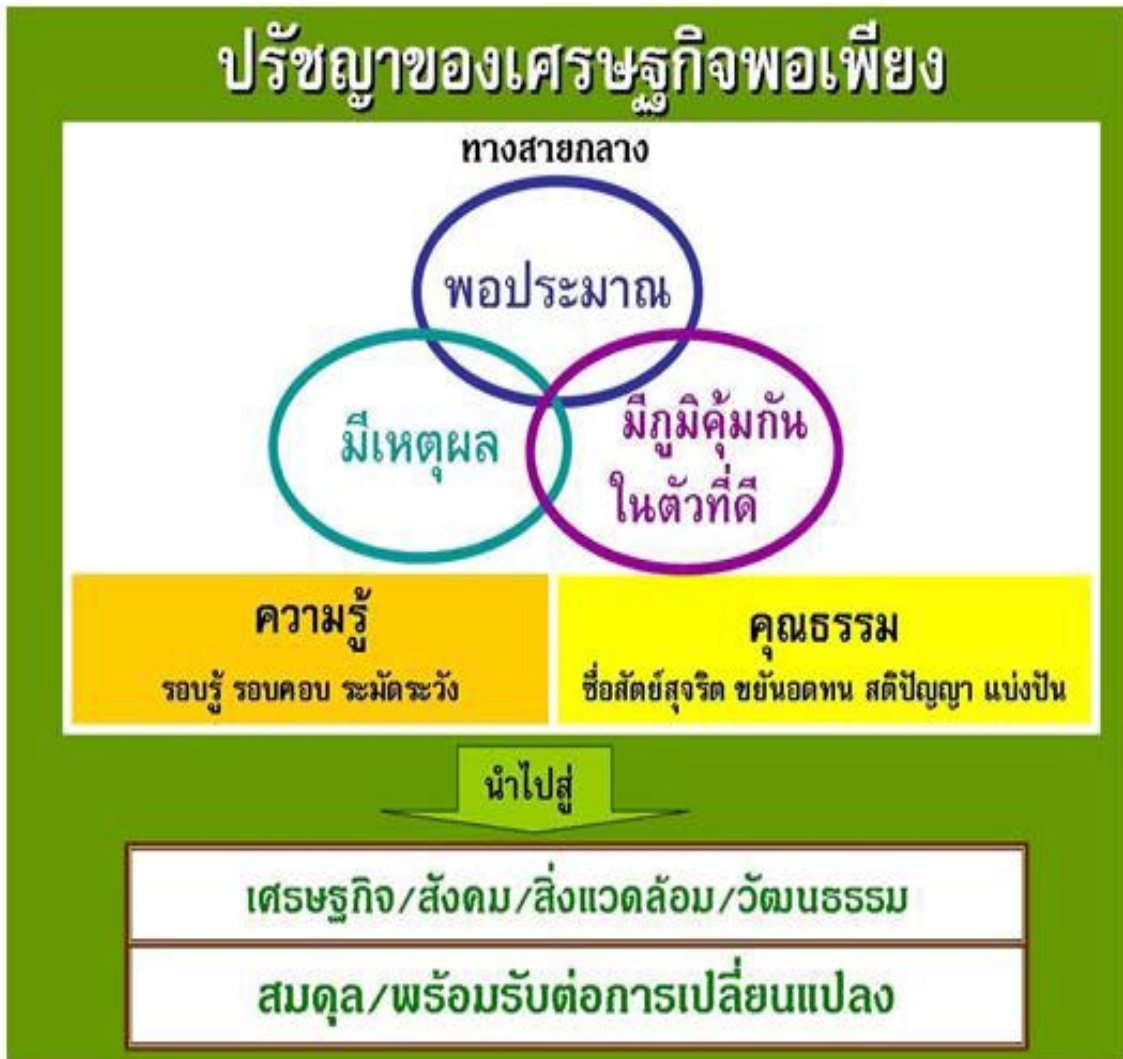 ปรัชญาของเศรษฐกิจพอเพียง
ทางสายกลาง
พอประมาณ
มีเหตุผล
มีภูมิคุ้มกัน
ในตัวที่ดี
ความรู้
รอบรู้ รอบคอบ ระมัดระวัง
คุณธรรม
ซื่อสัตย์สุจริต ขยันอดทน สติปัญญา แบ่งปัน
นำไปสู่
เศรษฐกิจ/สังคม/สิ่งแวดล้อม/วัฒนธรรม
สมดุล/พร้อมรับต่อการเปลี่ยนแปลง